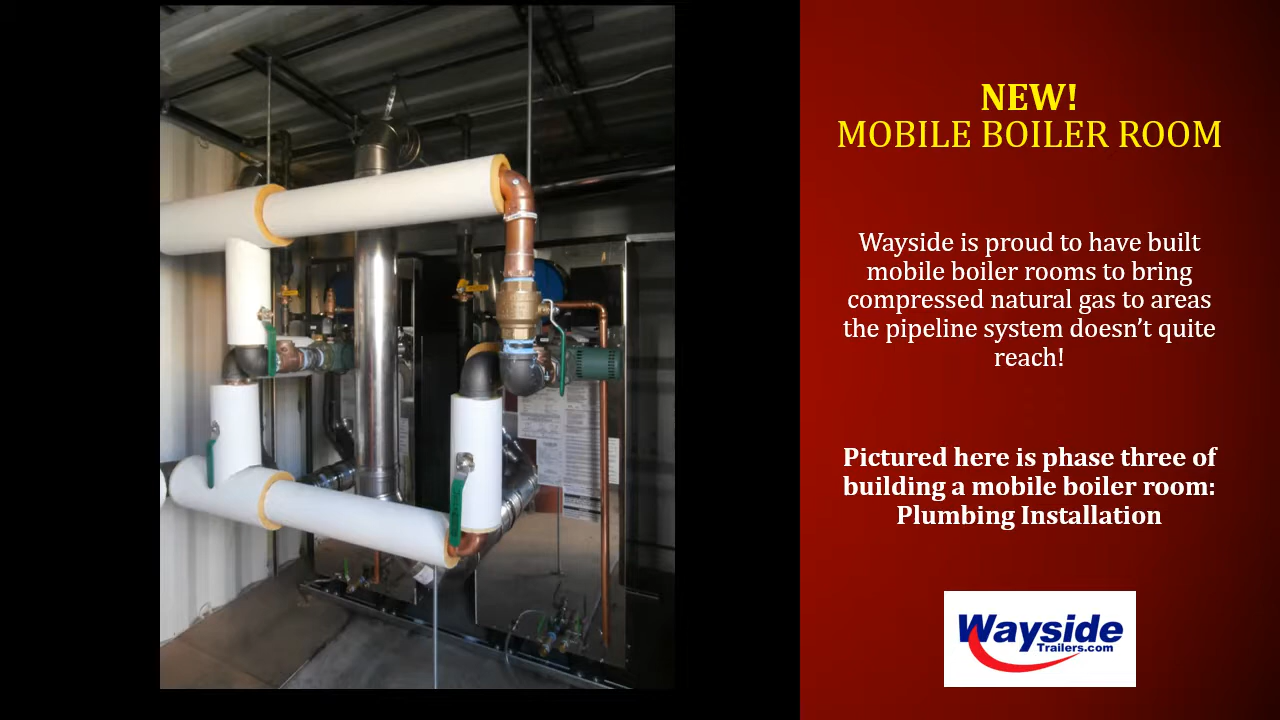 NEW!
MOBILE BOILER ROOM
Wayside is proud to have built
mobile boiler rooms to bring
compressed natural gas to areas
the pipeline system doesn’t quite
reach!
Pictured here is phase three of
building a mobile boiler room:
Plumbing Installation
Wayside
Trailers.com